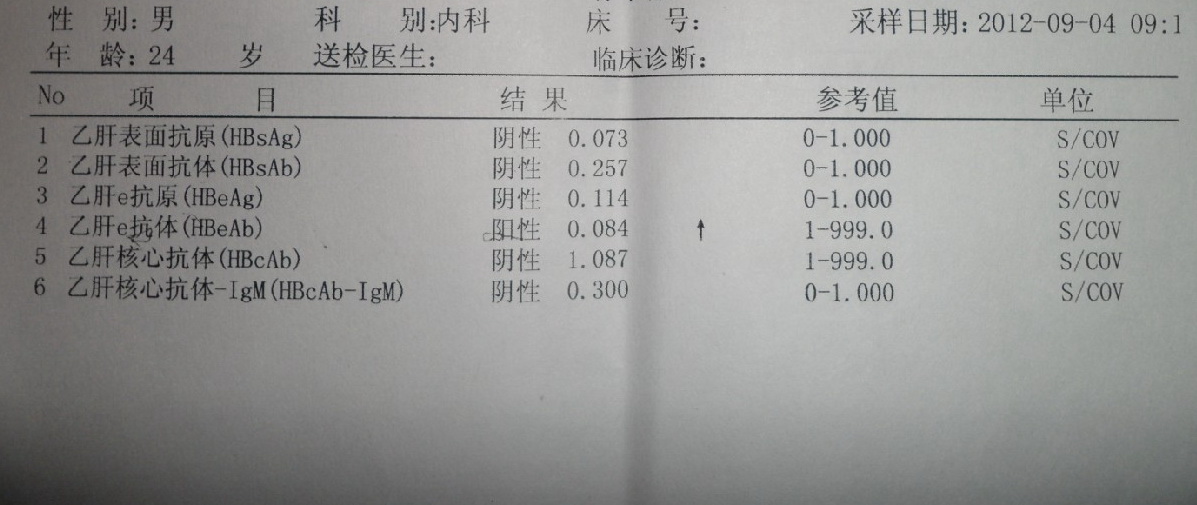 性 别: 男 科 别:内科 床 号: 采样日期: 2012-09-04 09:1
年 龄: 24 岁 送检医生: 临床诊断:
No 项 目 结 果 参考值 单位
1 乙肝表面抗原(HBsAg) 阴性 0.073 0-1.000 S/COV
2 乙肝表面抗体(HBsAb) 阴性 0.257 0-1.000 S/COV
3 乙肝e抗原(HBeAg) 阴性 0.114 0-1.000 S/COV
4 乙肝e抗体(HBeAb) 阳性 0.084 ↑ 1-999.0 S/COV
5 乙肝核心抗体(HBcAb) 阴性 1.087 1-999.0 S/COV
6 乙肝核心抗体-IgM(HBcAb-IgM) 阴性 0.300 0-1.000 S/COV